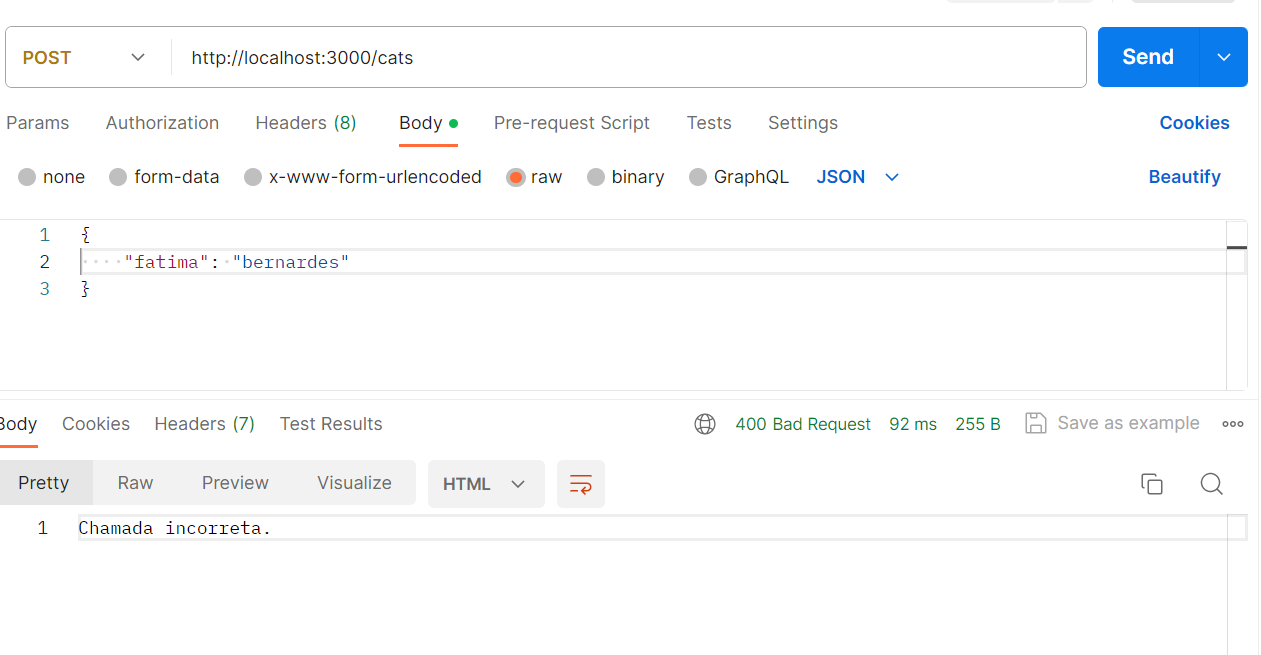 POST http://localhost:3000/cats Send
Params Authorization Headers (8) Body Pre-request Script Tests Settings Cookies
none form-data x-www-form-urlencoded raw binary GraphQL JSON Beautify
1 {
2 "fatima": "bernardes"
3 }
Body Cookies Headers (7) Test Results 400 Bad Request 92 ms 255 B Save as example
Pretty Raw Preview Visualize HTML
1 Chamada incorreta.